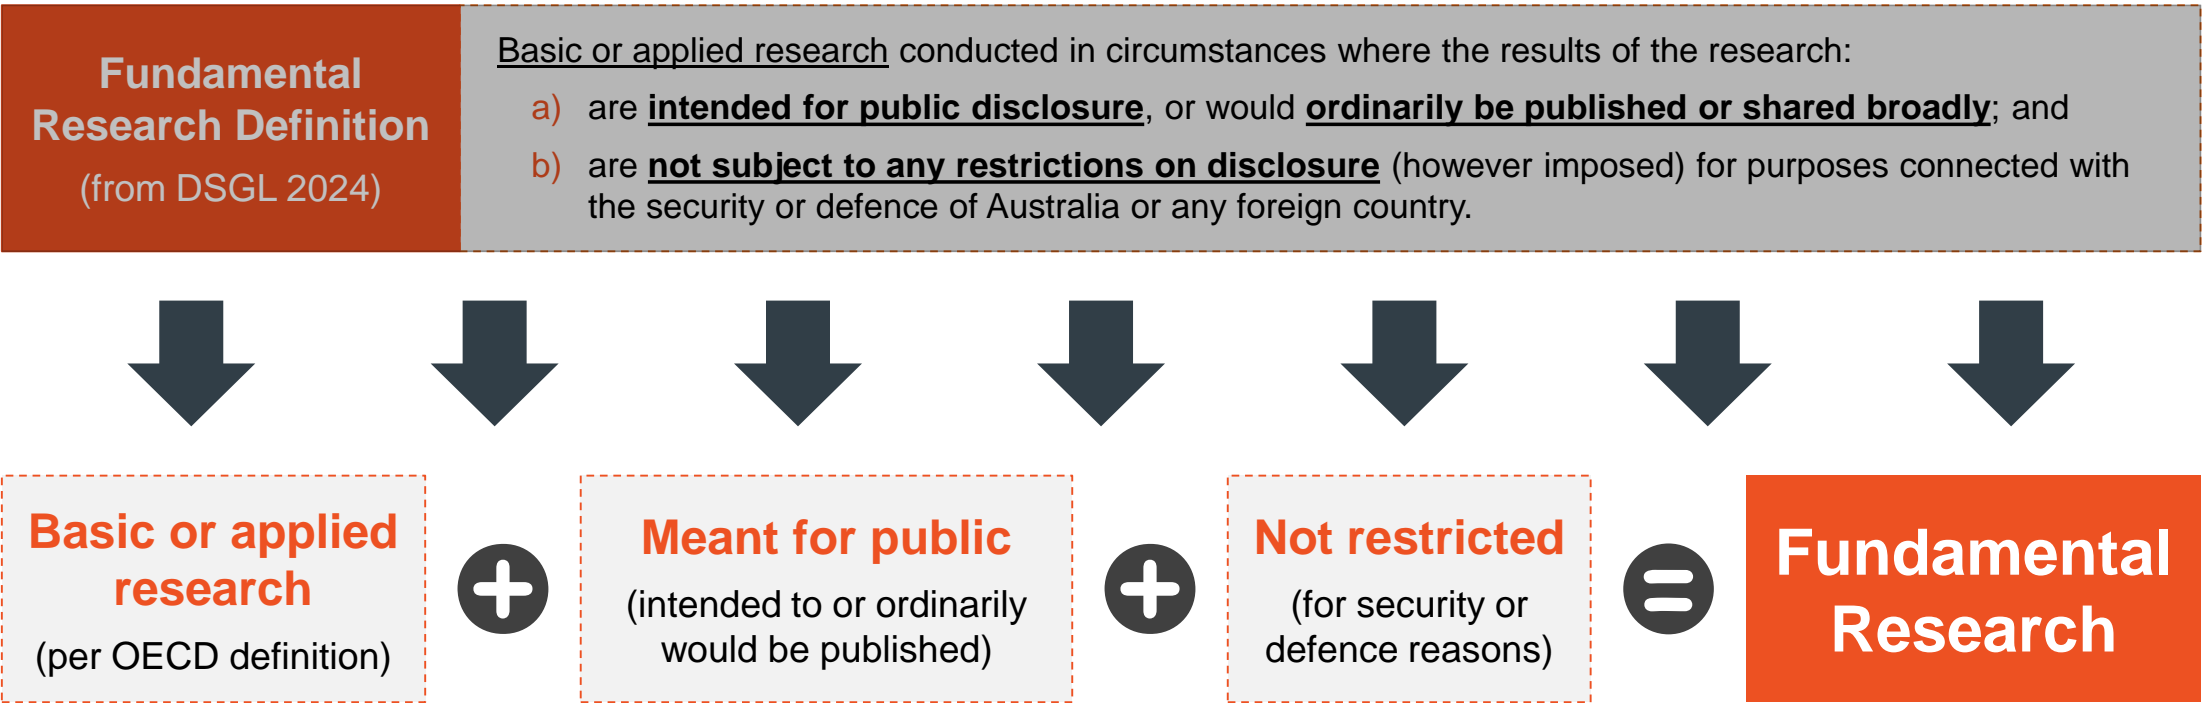 Fundamental
Research Definition
(from DSGL 2024)
Basic or applied research conducted in circumstances where the results of the research:
a) are intended for public disclosure, or would ordinarily be published or shared broadly; and
b) are not subject to any restrictions on disclosure (however imposed) for purposes connected with
the security or defence of Australia or any foreign country.
Basic or applied
research
(per OECD definition)
+
Meant for public
(intended to or ordinarily
would be published)
+
Not restricted
(for security or
defence reasons)
=
Fundamental
Research